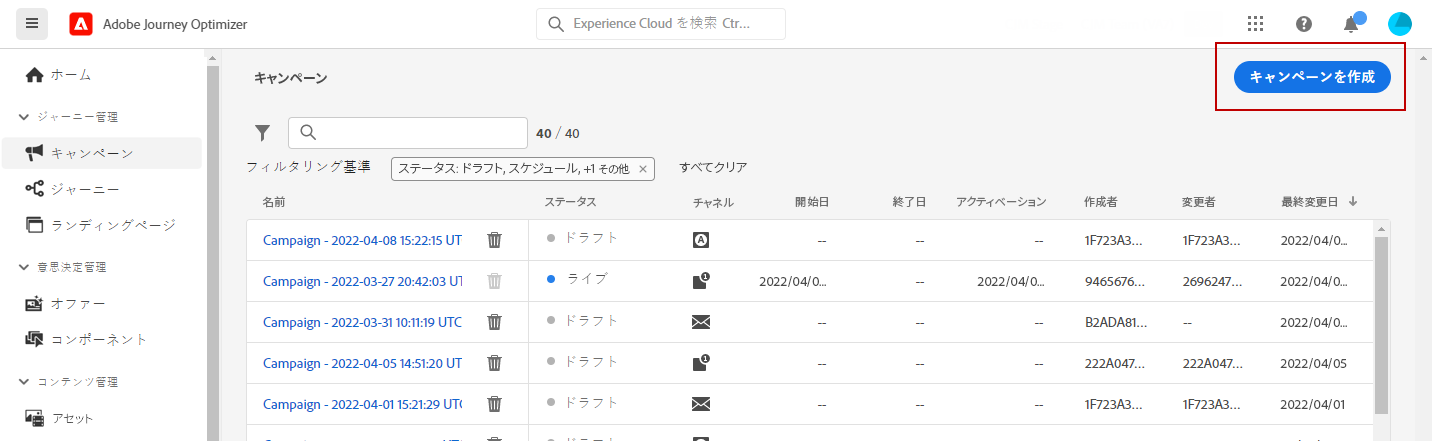 Adobe Journey Optimizer
Experience Cloud を検索 Ctr...
ホーム
ジャーニー管理
キャンペーン
ジャーニー
ランディングページ
意思決定管理
オファー
コンポーネント
コンテンツ管理
アセット
キャンペーン
キャンペーンを作成
40 / 40
フィルタリング基準 ステータス: ドラフト, スケジュール, +1 その他 × すべてクリア
名前 ステータス チャネル 開始日 終了日 アクティベーション 作成者 変更者 最終変更日 ↓
Campaign - 2022-04-08 15:22:15 UT ドラフト -- -- -- 1F723A3... 1F723A3... 2022/04/0...
Campaign - 2022-03-27 20:42:03 UT ライブ 1 2022/04/0... -- 2022/04/0... 9465676... 2696247... 2022/04/0...
Campaign - 2022-03-31 10:11:19 UTC ドラフト -- -- -- B2ADA81... -- 2022/04/0...
Campaign - 2022-04-05 14:51:20 UT ドラフト 1 -- -- -- 222A047... 222A047... 2022/04/05
Campaign - 2022-04-01 15:21:29 UTC ドラフト -- -- -- 1F723A3... 1F723A3... 2022/04/01